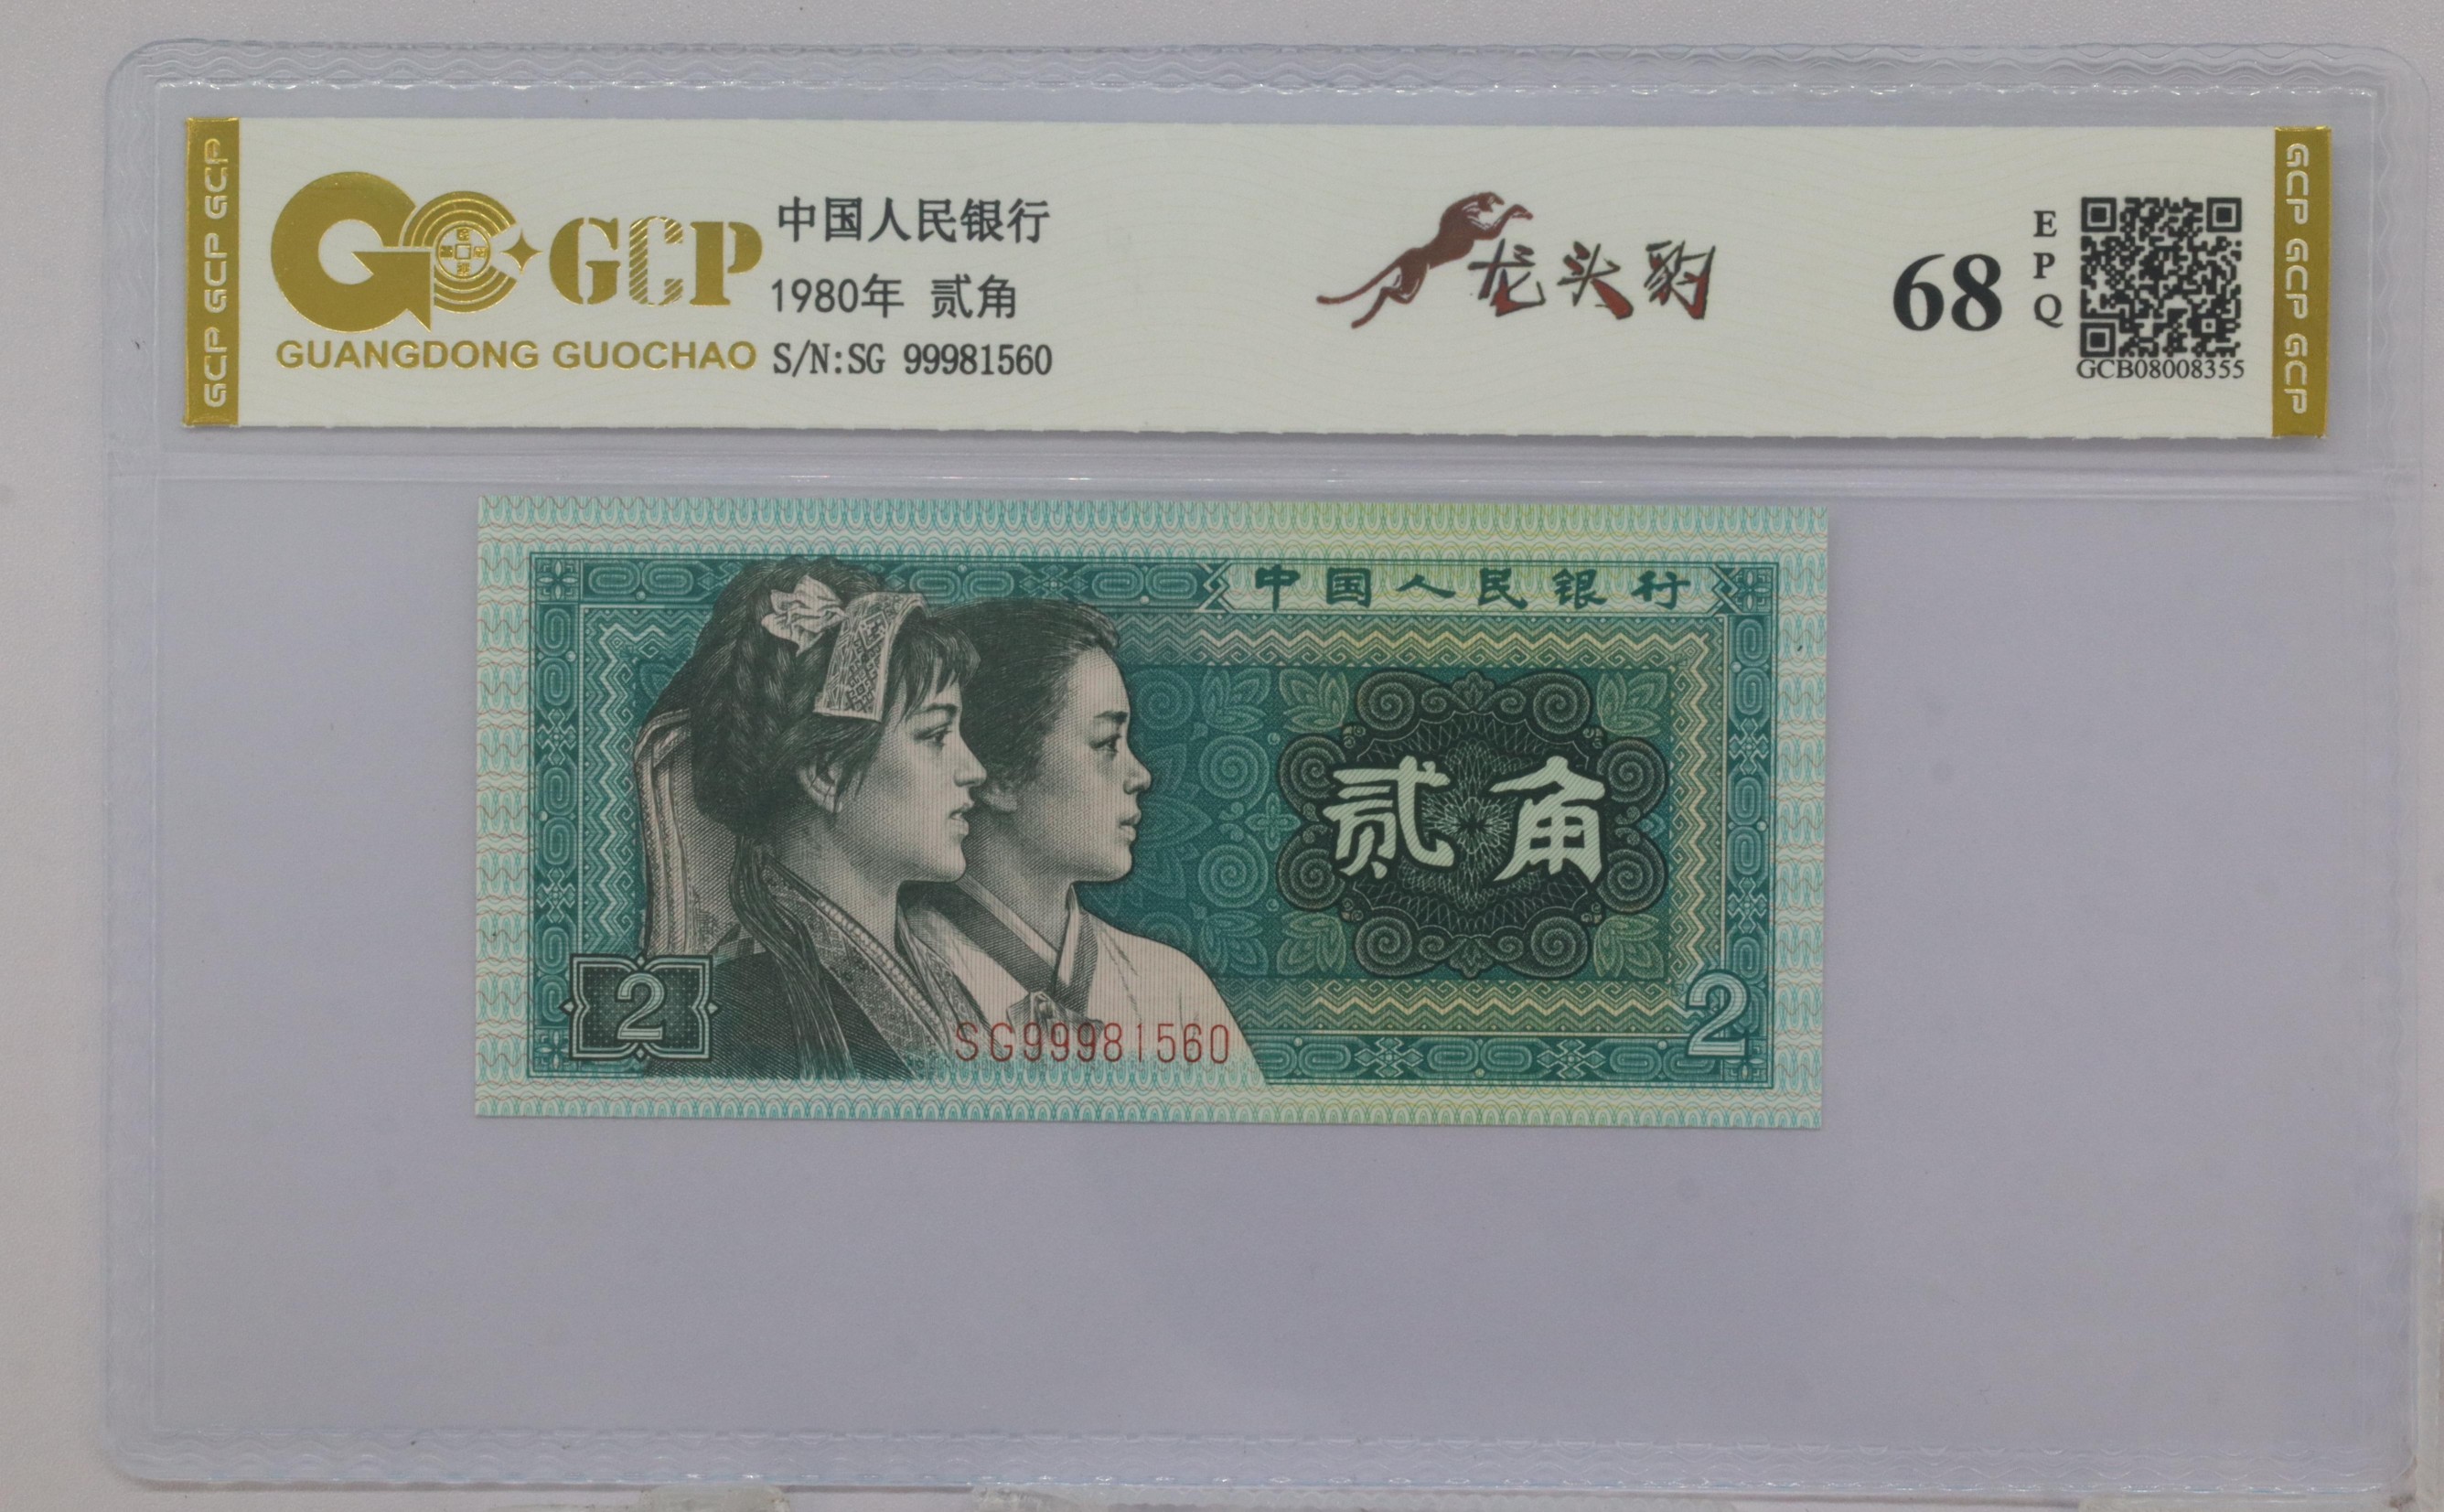 GCP GCP GCP
GCP
GUANGDONG GUOCHAO
中国人民银行
1980年 贰角
S/N:SG 99981560
龙头豹
68
EPQ
GCB08008355
GCP GCP GCP
中国人民银行
贰角
2
SG99981560
2